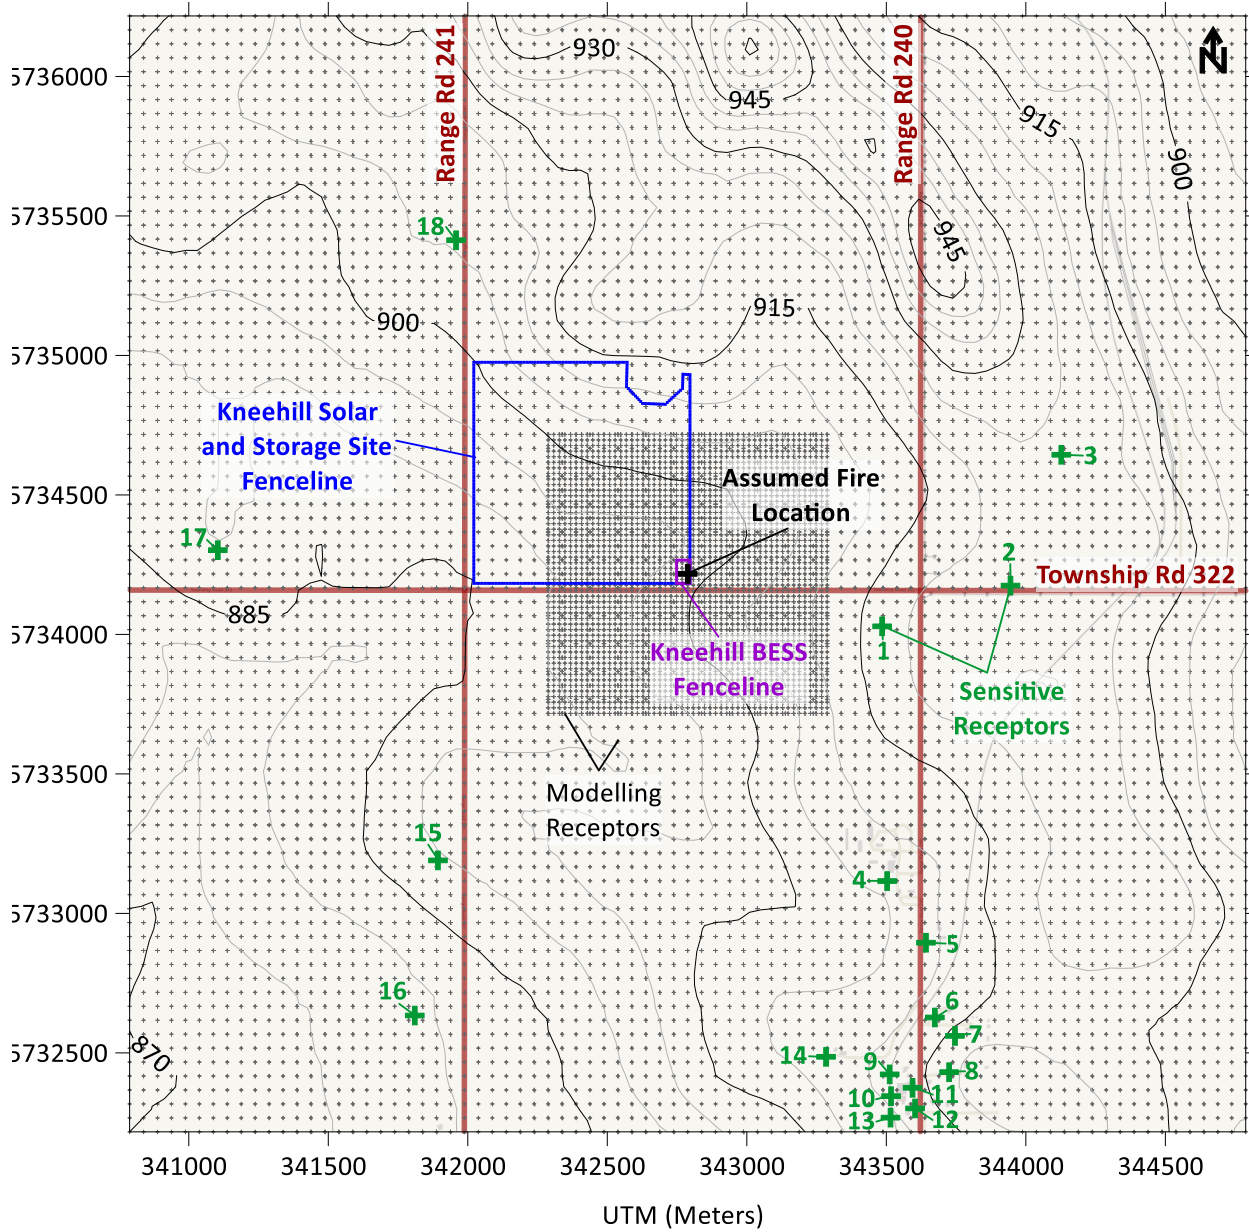 Range Rd 241
Range Rd 240
N
930
945
915
900
945
915
900
885
870
5736000
5735500
5735000
5734500
5734000
5733500
5733000
5732500
18
Kneehill Solar
and Storage Site
Fenceline
Assumed Fire
Location
3
17
2
Township Rd 322
1
Kneehill BESS
Fenceline
Sensitive
Receptors
Modelling
Receptors
15
4
5
16
6
7
14
9
8
10
11
13
12
341000
341500
342000
342500
343000
343500
344000
344500
UTM (Meters)